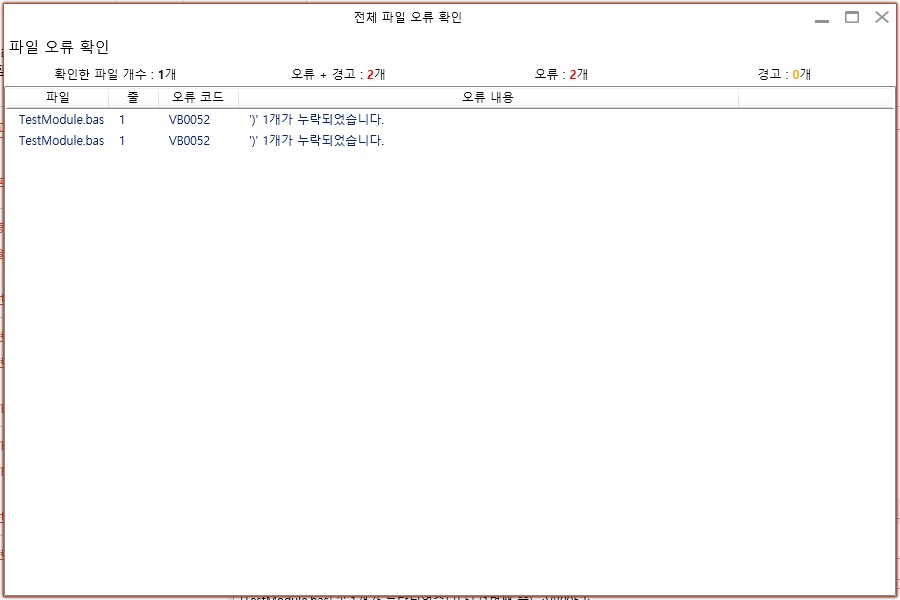 전체 파일 오류 확인
파일 오류 확인
확인한 파일 개수 : 1개 오류 + 경고 : 2개 오류 : 2개 경고 : 0개
파일 줄 오류 코드 오류 내용
TestModule.bas 1 VB0052 ')' 1개가 누락되었습니다.
TestModule.bas 1 VB0052 ')' 1개가 누락되었습니다.